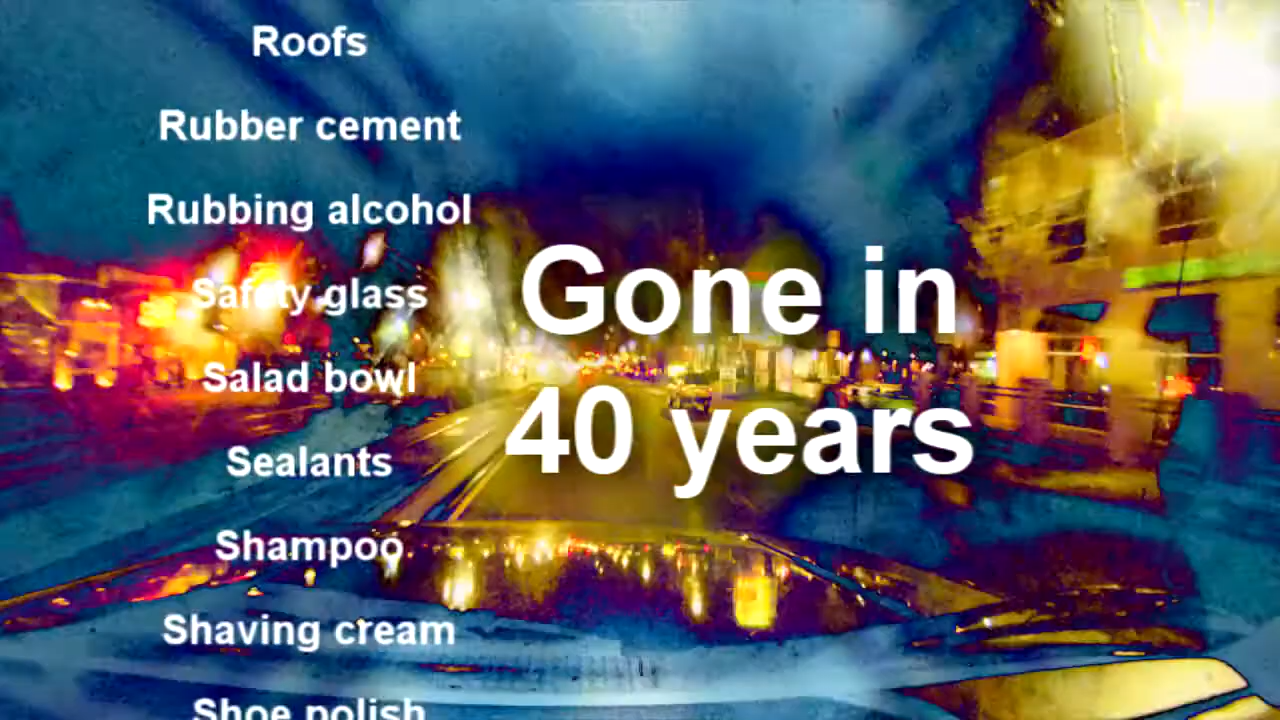 Roofs
Rubber cement
Rubbing alcohol
Safety glass
Salad bowl
Sealants
Shampoo
Shaving cream
Shoe polish
Gone in
40 years